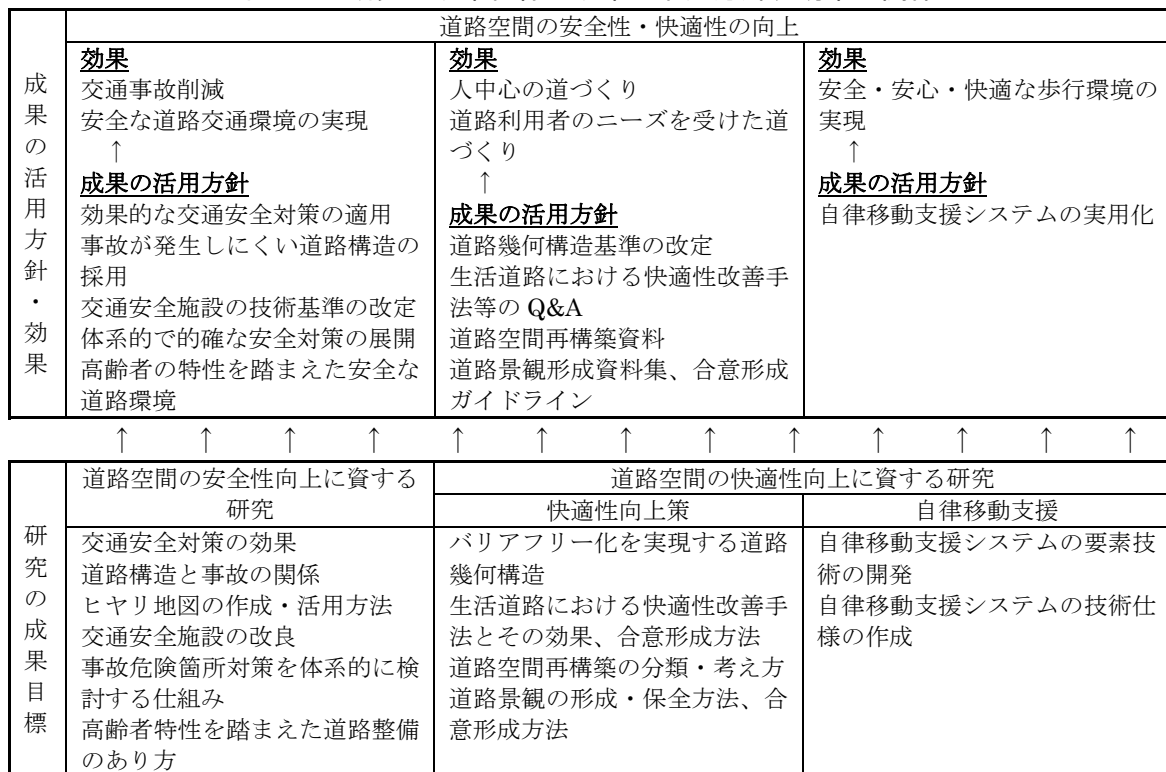 道路空間の安全性・快適性の向上
成果の活用方針・効果
効果
交通事故削減
安全な道路交通環境の実現
↑
成果の活用方針
効果的な交通安全対策の適用
事故が発生しにくい道路構造の
採用
交通安全施設の技術基準の改定
体系的で的確な安全対策の展開
高齢者の特性を踏まえた安全な
道路環境
効果
人中心の道づくり
道路利用者のニーズを受けた道
づくり
↑
成果の活用方針
道路幾何構造基準の改定
生活道路における快適性改善手
法等の Q&A
道路空間再構築資料
道路景観形成資料集、合意形成
ガイドライン
効果
安全・安心・快適な歩行環境の
実現
↑
成果の活用方針
自律移動支援システムの実用化
↑ ↑ ↑ ↑ ↑ ↑ ↑ ↑ ↑ ↑ ↑ ↑ ↑
研究の成果目標
道路空間の安全性向上に資する
研究
交通安全対策の効果
道路構造と事故の関係
ヒヤリ地図の作成・活用方法
交通安全施設の改良
事故危険箇所対策を体系的に検
討する仕組み
高齢者特性を踏まえた道路整備
のあり方
道路空間の快適性向上に資する研究
快適性向上策
バリアフリー化を実現する道路
幾何構造
生活道路における快適性改善手
法とその効果、合意形成方法
道路空間再構築の分類・考え方
道路景観の形成・保全方法、合
意形成方法
自律移動支援
自律移動支援システムの要素技
術の開発
自律移動支援システムの技術仕
様の作成